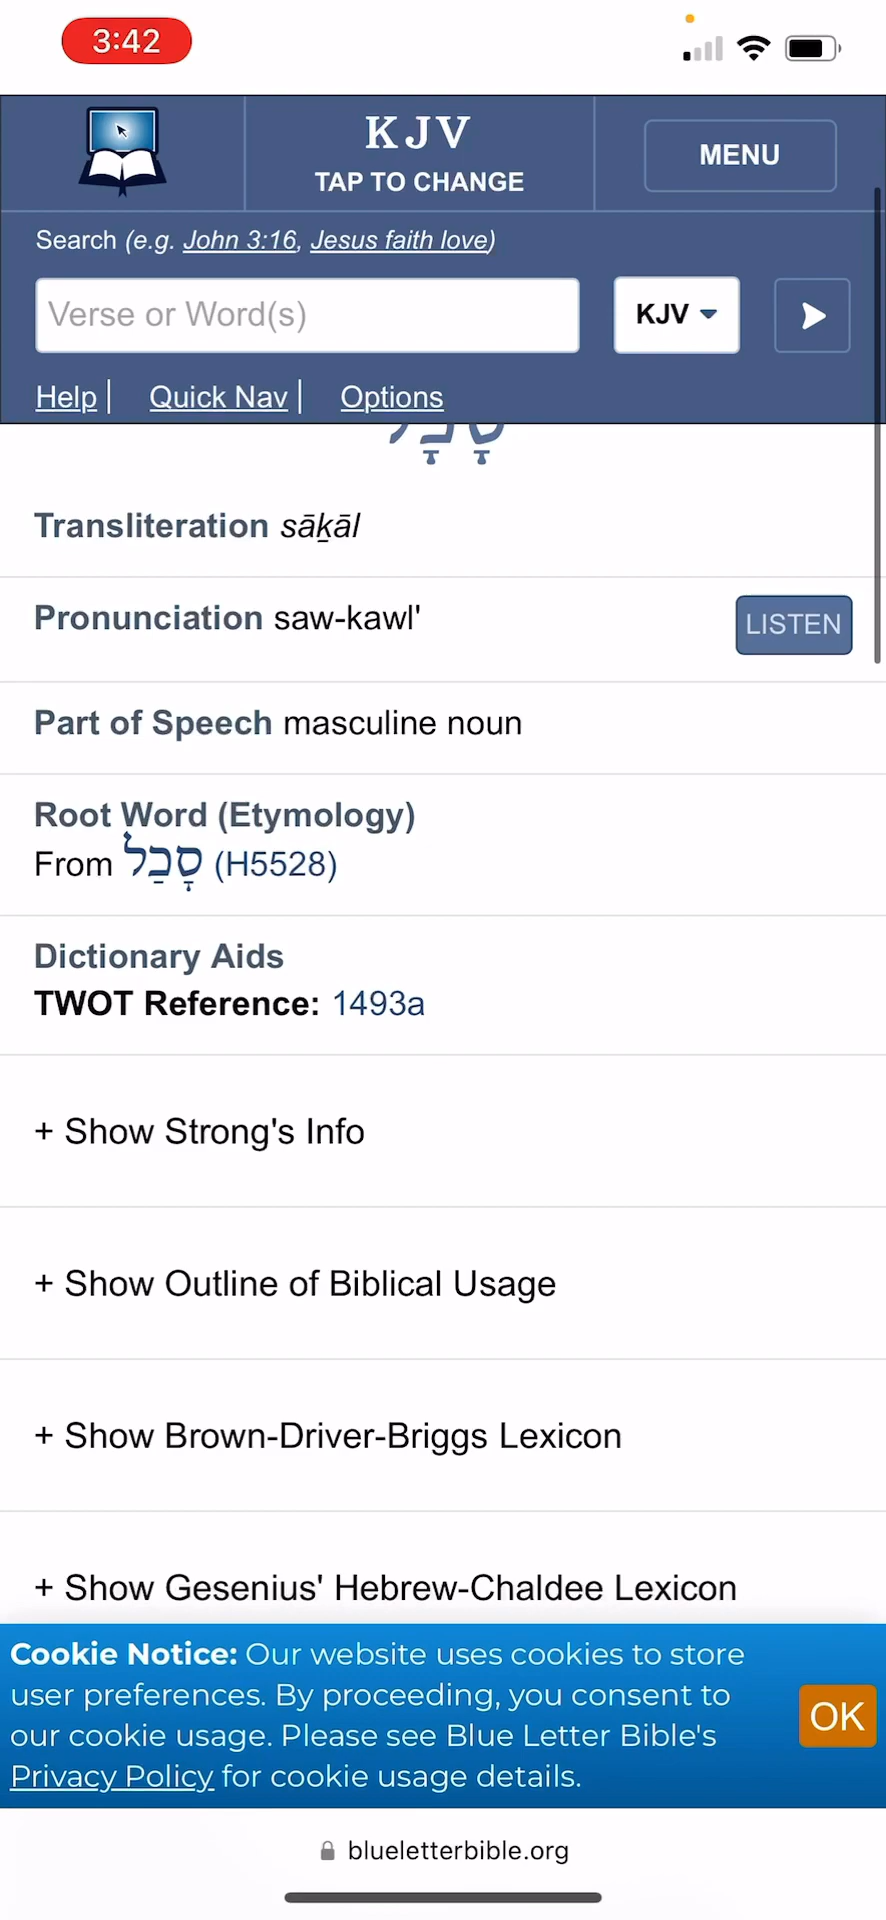 3:42
KJV
TAP TO CHANGE
MENU
Search (e.g. John 3:16, Jesus faith love)
Verse or Word(s)
KJV
Help | Quick Nav | Options
Transliteration sāḵāl
Pronunciation saw-kawl'
LISTEN
Part of Speech masculine noun
Root Word (Etymology)
From סָכַל (H5528)
Dictionary Aids
TWOT Reference: 1493a
+ Show Strong's Info
+ Show Outline of Biblical Usage
+ Show Brown-Driver-Briggs Lexicon
+ Show Gesenius' Hebrew-Chaldee Lexicon
Cookie Notice: Our website uses cookies to store
user preferences. By proceeding, you consent to
our cookie usage. Please see Blue Letter Bible's
Privacy Policy for cookie usage details.
OK
blueletterbible.org